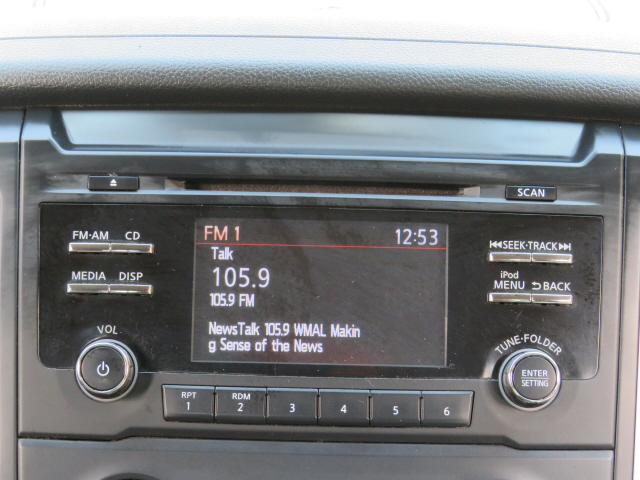 SCAN
FM·AM CD
MEDIA DISP
VOL
FM 1 12:53
Talk
105.9
105.9 FM
NewsTalk 105.9 WMAL Makin
g Sense of the News
SEEK·TRACK
iPod
MENU BACK
TUNE·FOLDER
ENTER
SETTING
RPT
1
RDM
2
3
4
5
6